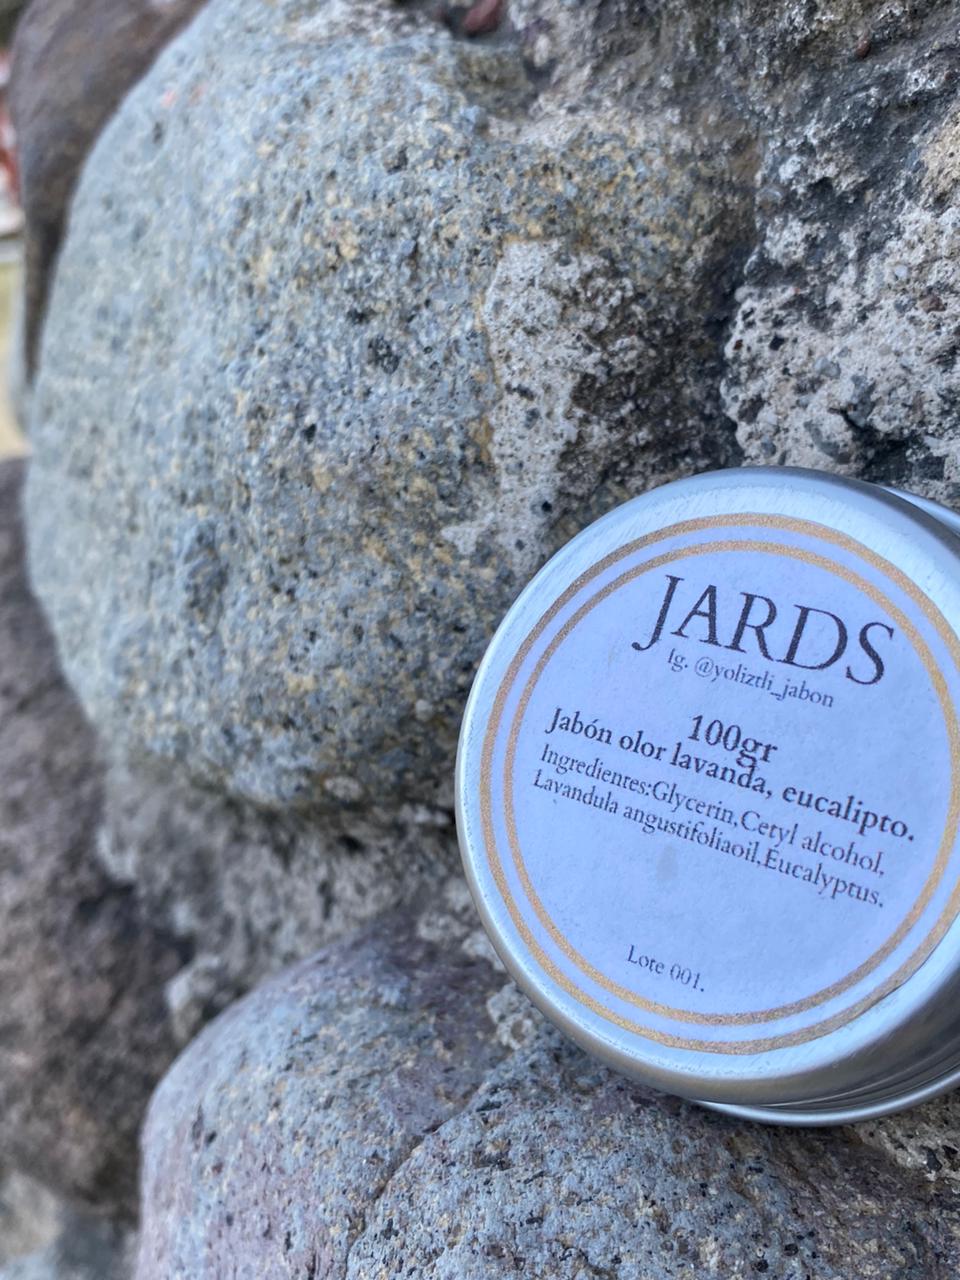 JARDS
Ig. @yoliztli_jabon
100gr
Jabón olor lavanda, eucalipto.
Ingredientes:Glycerin,Cetyl alcohol,
Lavandula angustifoliaoil,Eucalyptus.
Lote 001.